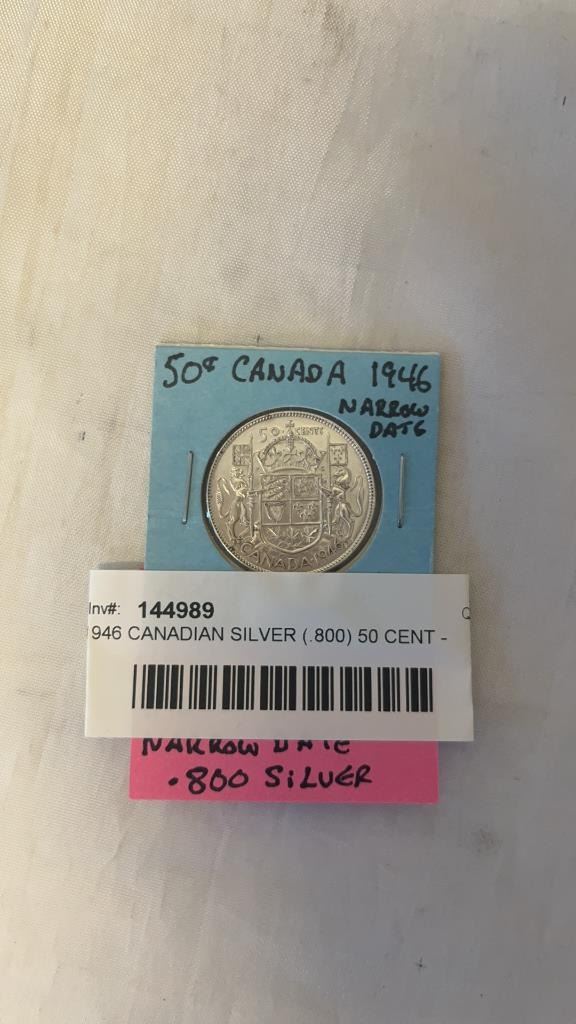 50¢ CANADA 1946
NARROW
DATE
50 CENTS
CANADA 1946
Inv#: 144989
946 CANADIAN SILVER (.800) 50 CENT -
NARROW DATE
.800 SILVER